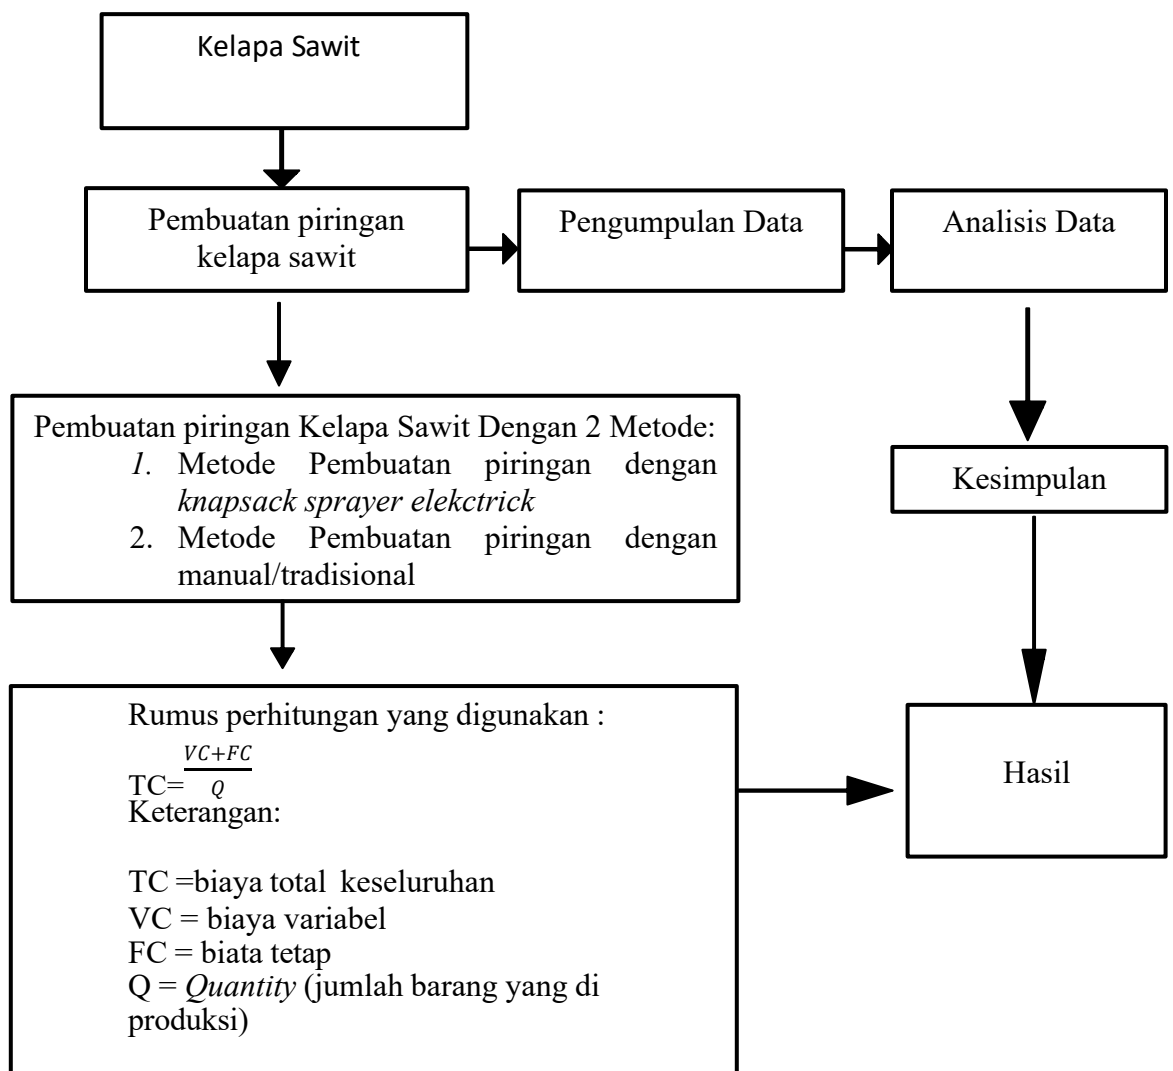 Kelapa Sawit
Pembuatan piringan
kelapa sawit
Pengumpulan Data
Analisis Data
Pembuatan piringan Kelapa Sawit Dengan 2 Metode:
1. Metode Pembuatan piringan dengan
knapsack sprayer elekctrick
2. Metode Pembuatan piringan dengan
manual/tradisional
Kesimpulan
Rumus perhitungan yang digunakan :
TC=\frac{VC+FC}{Q}
Keterangan:
TC =biaya total keseluruhan
VC = biaya variabel
FC = biata tetap
Q = Quantity (jumlah barang yang di
produksi)
Hasil